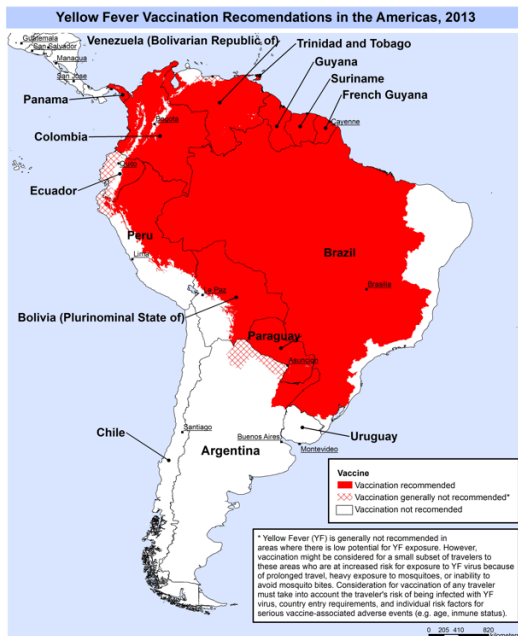 Yellow Fever Vaccination Recomendations in the Americas, 2013
Guatemala
San Salvador
Managua
San Jose
Venezuela (Bolivarian Republic of)
Trinidad and Tobago
Guyana
Suriname
French Guyana
Cayenne
Panama
Bogota
Colombia
Quito
Ecuador
Peru
Lima
Brazil
Brasilia
La Paz
Bolivia (Plurinominal State of)
Paraguay
Asuncion
Santiago
Chile
Argentina
Buenos Aires
Uruguay
Montevideo
Vaccine
Vaccination recommended
Vaccination generally not recommended*
Vaccination not recomended
* Yellow Fever (YF) is generally not recommended in
areas where there is low potential for YF exposure. However,
vaccination might be considered for a small subset of travelers to
these areas who are at increased risk for exposure to YF virus because
of prolonged travel, heavy exposure to mosquitoes, or inability to
avoid mosquito bites. Consideration for vaccination of any traveler
must take into account the traveler's risk of being infected with YF
virus, country entry requirements, and individual risk factors for
serious vaccine-associated adverse events (e.g. age, inmune status).
0 205 410 820